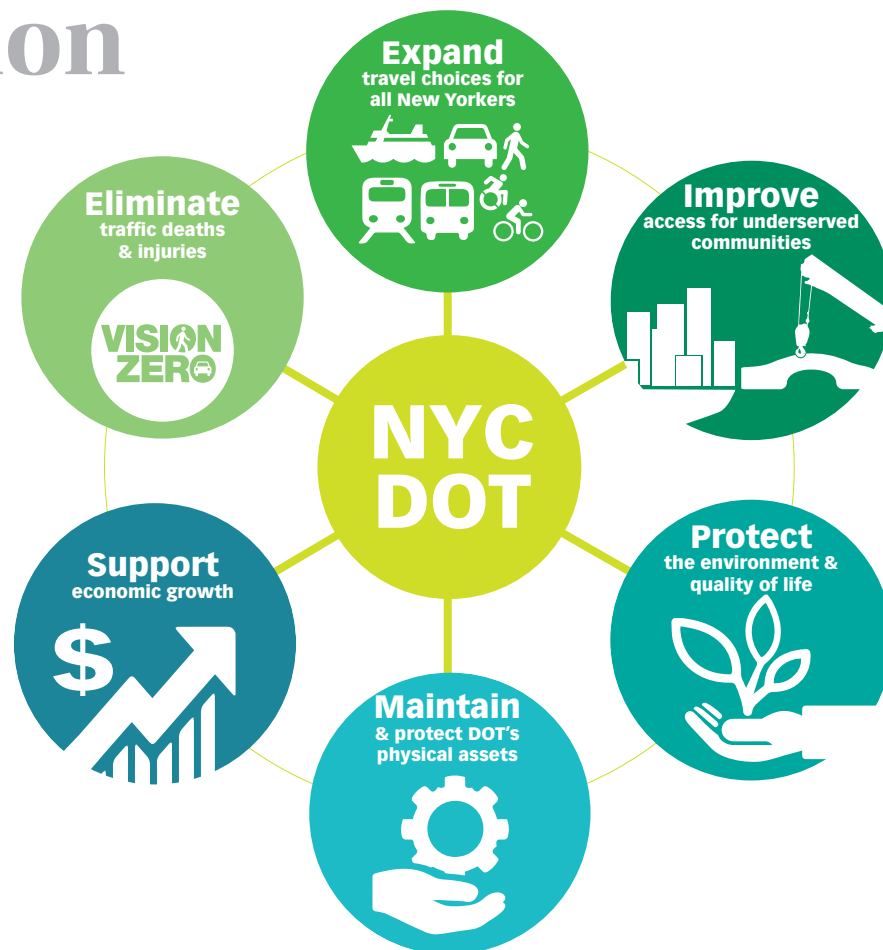 Expand
travel choices for
all New Yorkers
Improve
access for underserved
communities
Protect
the environment &
quality of life
Maintain
& protect DOT's
physical assets
Support
economic growth
$
Eliminate
traffic deaths
& injuries
VISION
ZERO
NYC
DOT